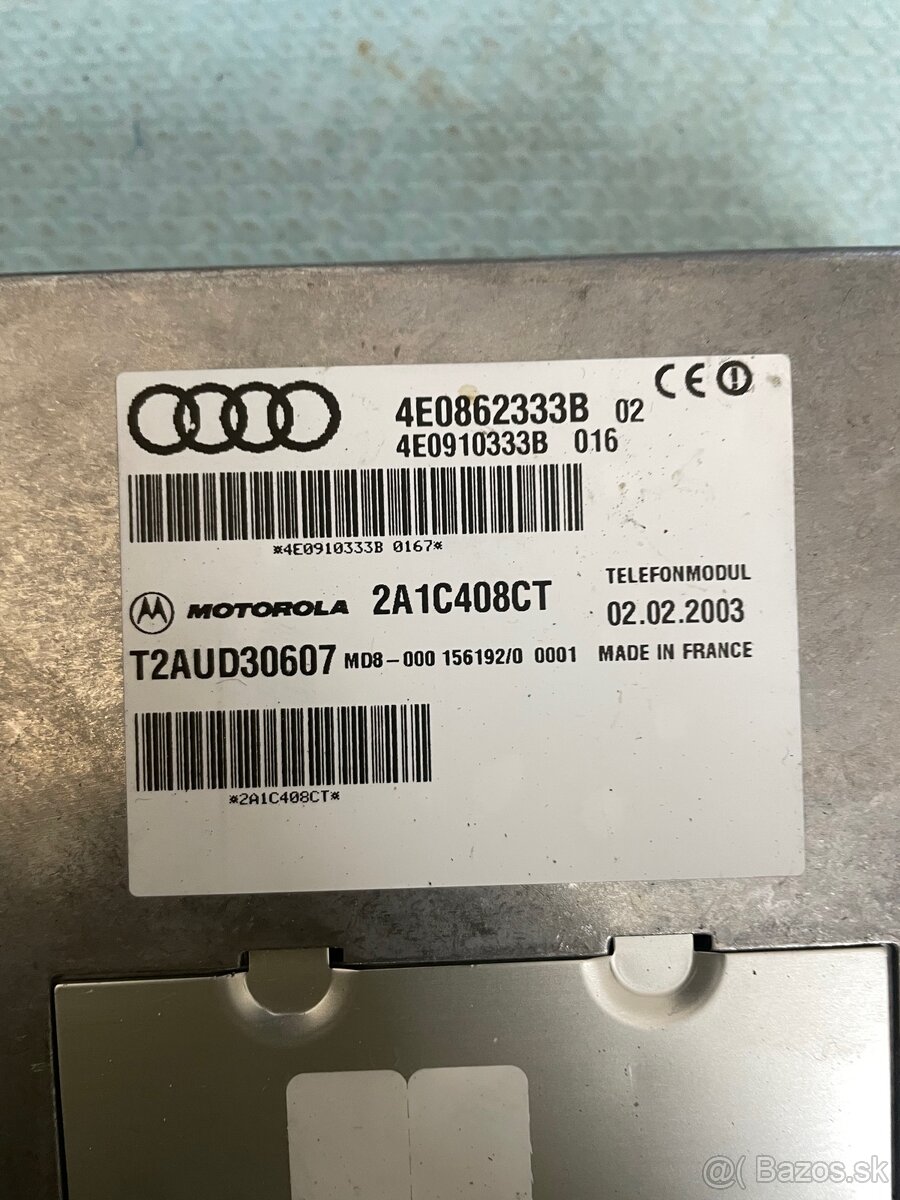 4E0862333B 02
4E0910333B 016
*4E0910333B 0167*
MOTOROLA 2A1C408CT
TELEFONMODUL
02.02.2003
T2AUD30607 MD8-000 156192/0 0001 MADE IN FRANCE
*2A1C408CT*
@( Bazos.sk